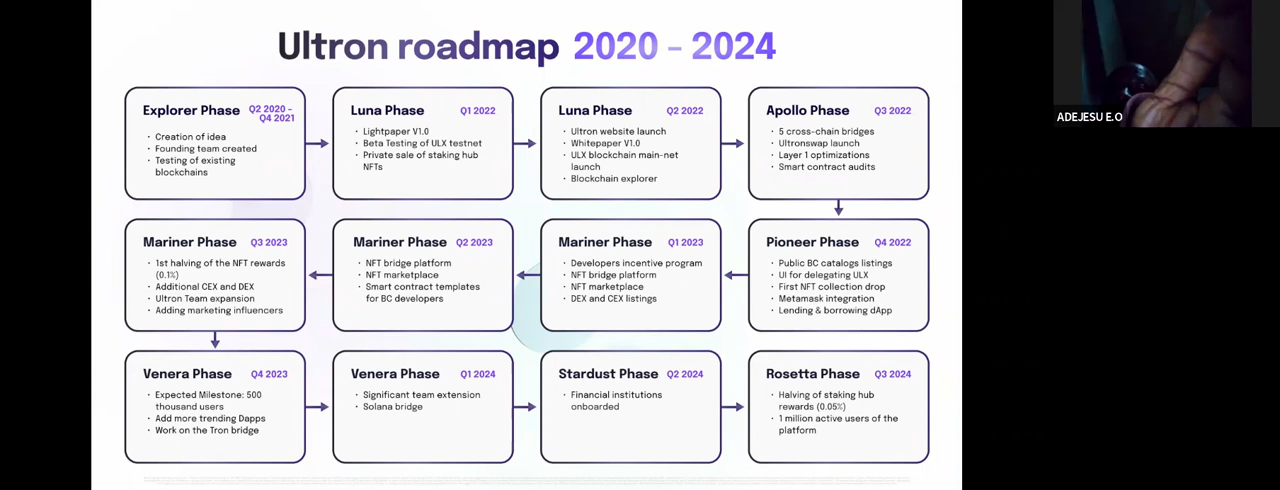 Ultron roadmap 2020 – 2024
Explorer Phase Q2 2020 –
Q4 2021
· Creation of idea
· Founding team created
· Testing of existing
blockchains
Luna Phase Q1 2022
· Lightpaper V1.0
· Beta Testing of ULX testnet
· Private sale of staking hub
NFTs
Luna Phase Q2 2022
· Ultron website launch
· Whitepaper V1.0
· ULX blockchain main-net
launch
· Blockchain explorer
Apollo Phase Q3 2022
· 5 cross-chain bridges
· Ultronswap launch
· Layer 1 optimizations
· Smart contract audits
Pioneer Phase Q4 2022
· Public BC catalogs listings
· UI for delegating ULX
· First NFT collection drop
· Metamask integration
· Lending & borrowing dApp
Mariner Phase Q1 2023
· Developers incentive program
· NFT bridge platform
· NFT marketplace
· DEX and CEX listings
Mariner Phase Q2 2023
· NFT bridge platform
· NFT marketplace
· Smart contract templates
for BC developers
Mariner Phase Q3 2023
· 1st halving of the NFT rewards
(0.1%)
· Additional CEX and DEX
· Ultron Team expansion
· Adding marketing influencers
Venera Phase Q4 2023
· Expected Milestone: 500
thousand users
· Add more trending Dapps
· Work on the Tron bridge
Venera Phase Q1 2024
· Significant team extension
· Solana bridge
Stardust Phase Q2 2024
· Financial institutions
onboarded
Rosetta Phase Q3 2024
· Halving of staking hub
rewards (0.05%)
· 1 million active users of the
platform
ADEJESU E.O